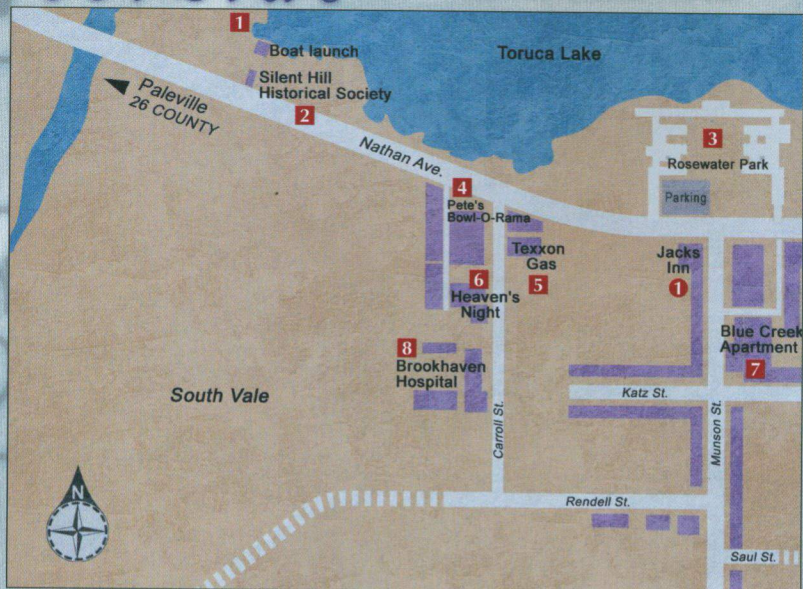 1
Boat launch
Toruca Lake
Silent Hill
Historical Society
Paleville
26 COUNTY
2
3
Nathan Ave.
Rosewater Park
4
Pete's
Bowl-O-Rama
Parking
Texxon
Gas
Jacks
Inn
6
5
1
Heaven's
Night
Blue Creek
Apartment
8
7
Brookhaven
Hospital
South Vale
Katz St.
Carroll St.
Munson St.
N
Rendell St.
Saul St.